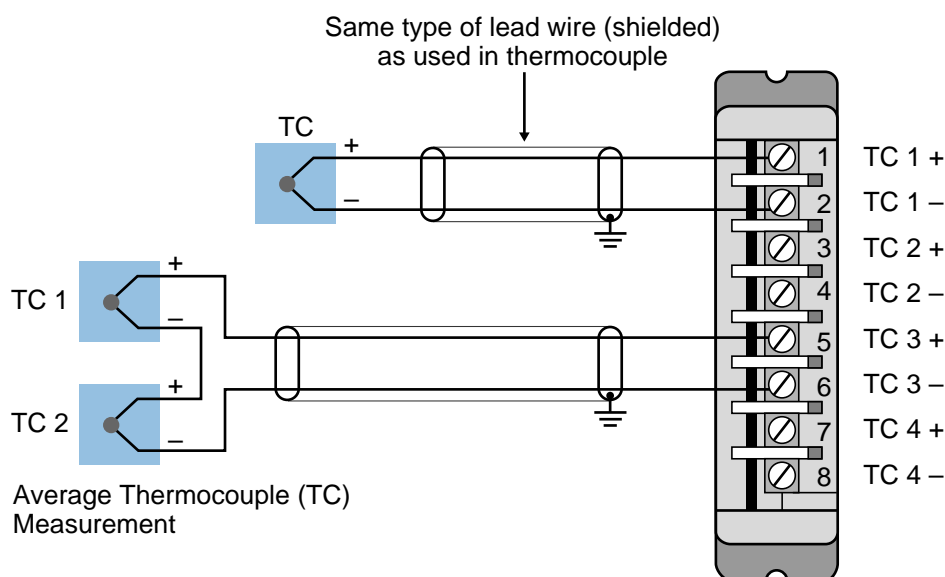 Same type of lead wire (shielded)
as used in thermocouple
TC
+
–
1 TC 1 +
2 TC 1 –
3 TC 2 +
4 TC 2 –
5 TC 3 +
6 TC 3 –
7 TC 4 +
8 TC 4 –
TC 1
+
–
TC 2
+
–
Average Thermocouple (TC)
Measurement